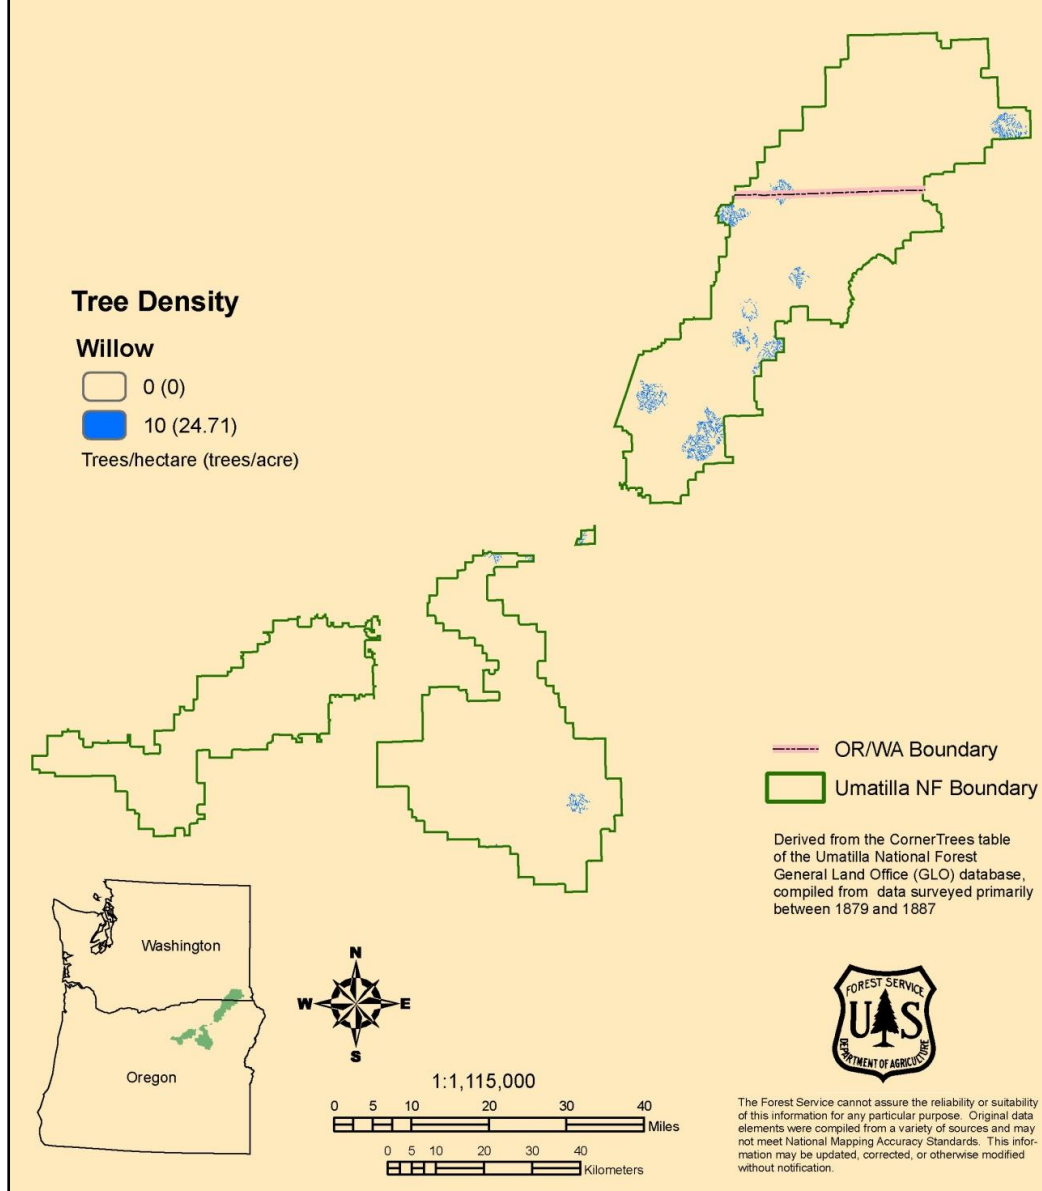 Tree Density
Willow
0 (0)
10 (24.71)
Trees/hectare (trees/acre)
OR/WA Boundary
Umatilla NF Boundary
Derived from the CornerTrees table
of the Umatilla National Forest
General Land Office (GLO) database,
compiled from data surveyed primarily
between 1879 and 1887
Washington
Oregon
N
W E
S
FOREST SERVICE
U S
DEPARTMENT OF AGRICULTURE
1:1,115,000
0 5 10 20 30 40
Miles
0 5 10 20 30 40
Kilometers
The Forest Service cannot assure the reliability or suitability
of this information for any particular purpose. Original data
elements were compiled from a variety of sources and may
not meet National Mapping Accuracy Standards. This infor-
mation may be updated, corrected, or otherwise modified
without notification.